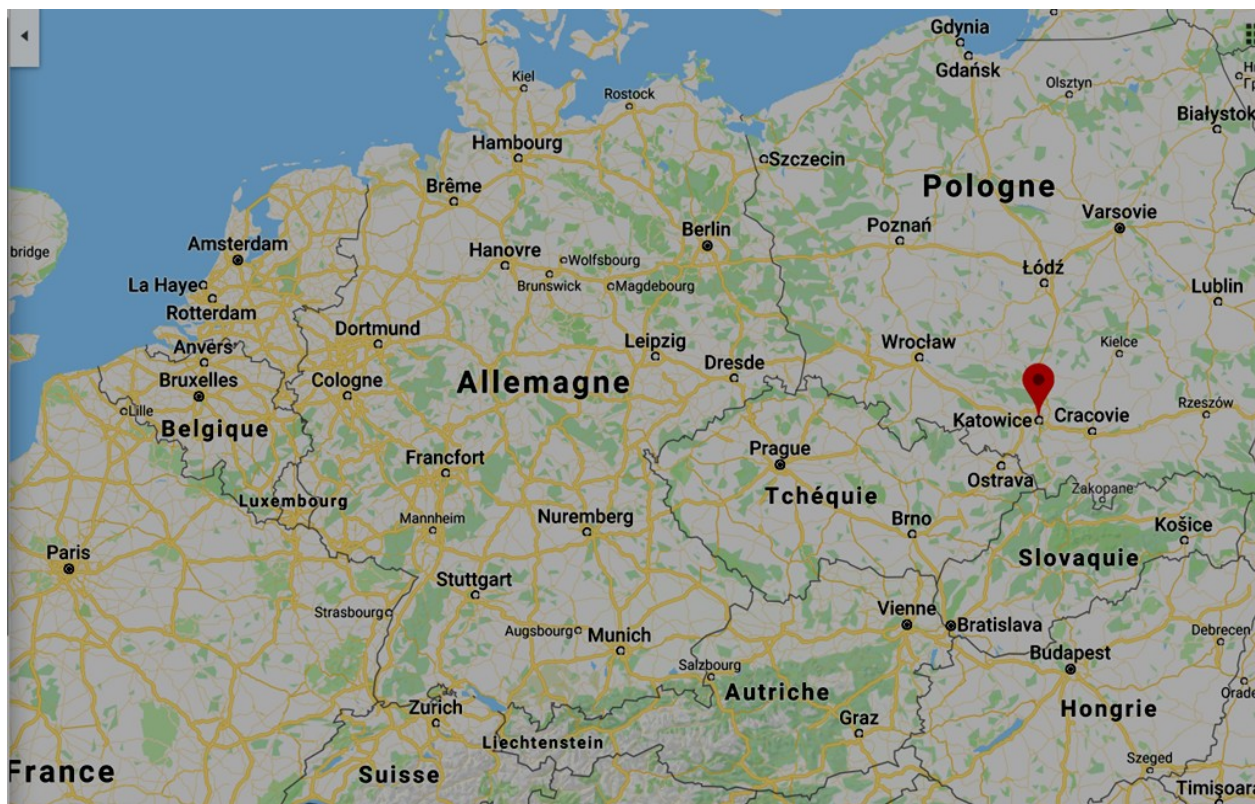 Gdynia
Gdańsk
Kiel
Olsztyn
Rostock
Białystok
Hambourg
Szczecin
Brême
Pologne
Varsovie
Poznań
Berlin
Amsterdam
bridge
Hanovre
Wolfsbourg
Łódź
La Haye
Brunswick
Magdebourg
Lublin
Rotterdam
Dortmund
Leipzig
Wrocław
Kielce
Anvers
Dresde
Bruxelles
Cologne
Allemagne
Lille
Rzeszów
Katowice
Cracovie
Belgique
Prague
Francfort
Ostrava
Zakopane
Tchéquie
Luxembourg
Mannheim
Nuremberg
Brno
Košice
Paris
Slovaquie
Stuttgart
Strasbourg
Vienne
Bratislava
Augsbourg
Munich
Debrecen
Budapest
Salzbourg
Autriche
Orade
Zurich
Hongrie
Graz
Liechtenstein
Szeged
France
Suisse
Timișoar